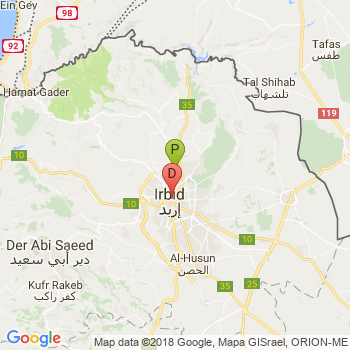 Ein Gev
98
92
Tafas
طفس
Hamat Gader
Tal Shihab
تل شهاب
35
119
P
10
D
Irbid
إربد
10
10
Der Abi Saeed
دير أبي سعيد
Al-Husun
الحصن
Kufr Rakeb
كفر راكب
35
25
Google
Map data ©2018 Google, Mapa GISrael, ORION-ME